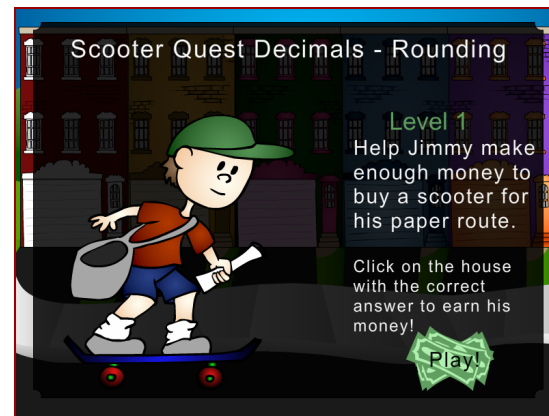 Scooter Quest Decimals - Rounding
Level 1
Help Jimmy make
enough money to
buy a scooter for
his paper route.
Click on the house
with the correct
answer to earn his
money!
Play!